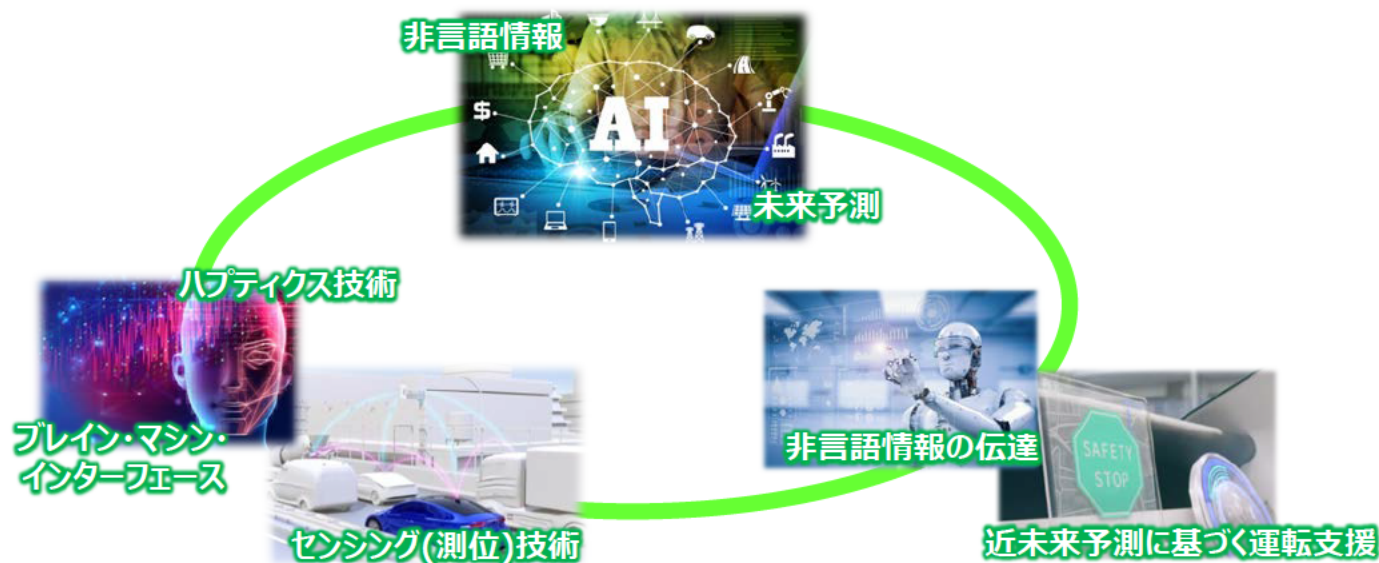 非言語情報
AI
$
未来予測
ハプティクス技術
ブレイン・マシン・
インターフェース
センシング(測位)技術
非言語情報の伝達
SAFETY
STOP
近未来予測に基づく運転支援